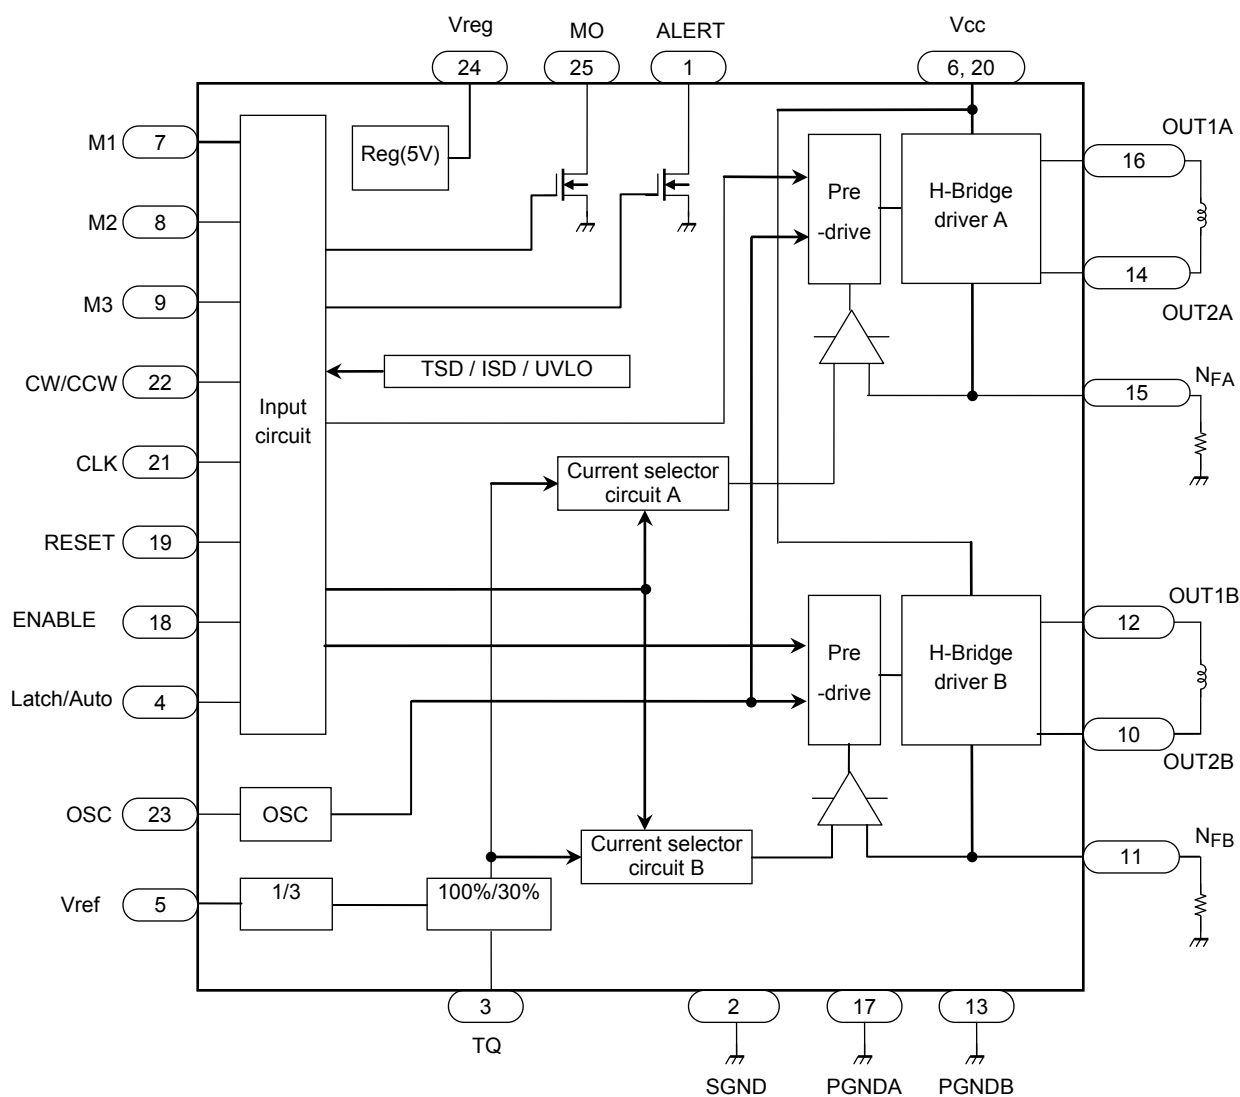 Vreg
MO
ALERT
Vcc
24
25
1
6, 20
M1
7
Reg(5V)
OUT1A
16
Pre
-drive
H-Bridge
driver A
M2
8
14
OUT2A
M3
9
TSD / ISD / UVLO
CW/CCW
22
NFA
15
Input
circuit
CLK
21
Current selector
circuit A
RESET
19
ENABLE
18
OUT1B
12
Pre
-drive
H-Bridge
driver B
Latch/Auto
4
10
OUT2B
OSC
23
OSC
Current selector
circuit B
NFB
11
Vref
5
1/3
100%/30%
3
TQ
2
SGND
17
PGNDA
13
PGNDB